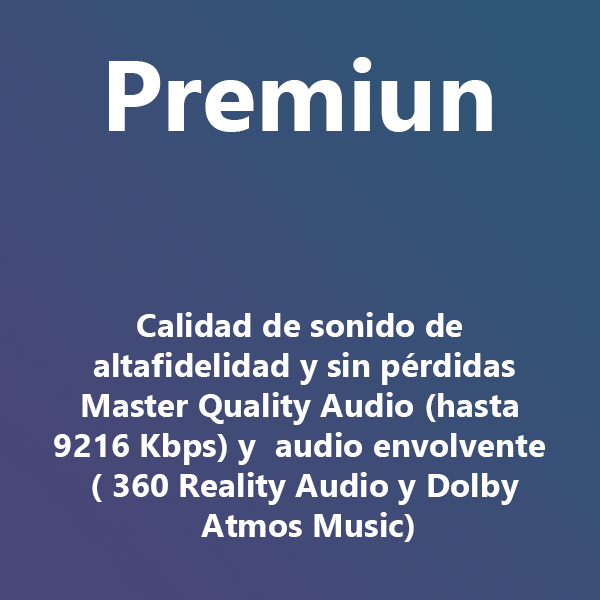 Premiun
Calidad de sonido de
altafidelidad y sin pérdidas
Master Quality Audio (hasta
9216 Kbps) y  audio envolvente
( 360 Reality Audio y Dolby
Atmos Music)